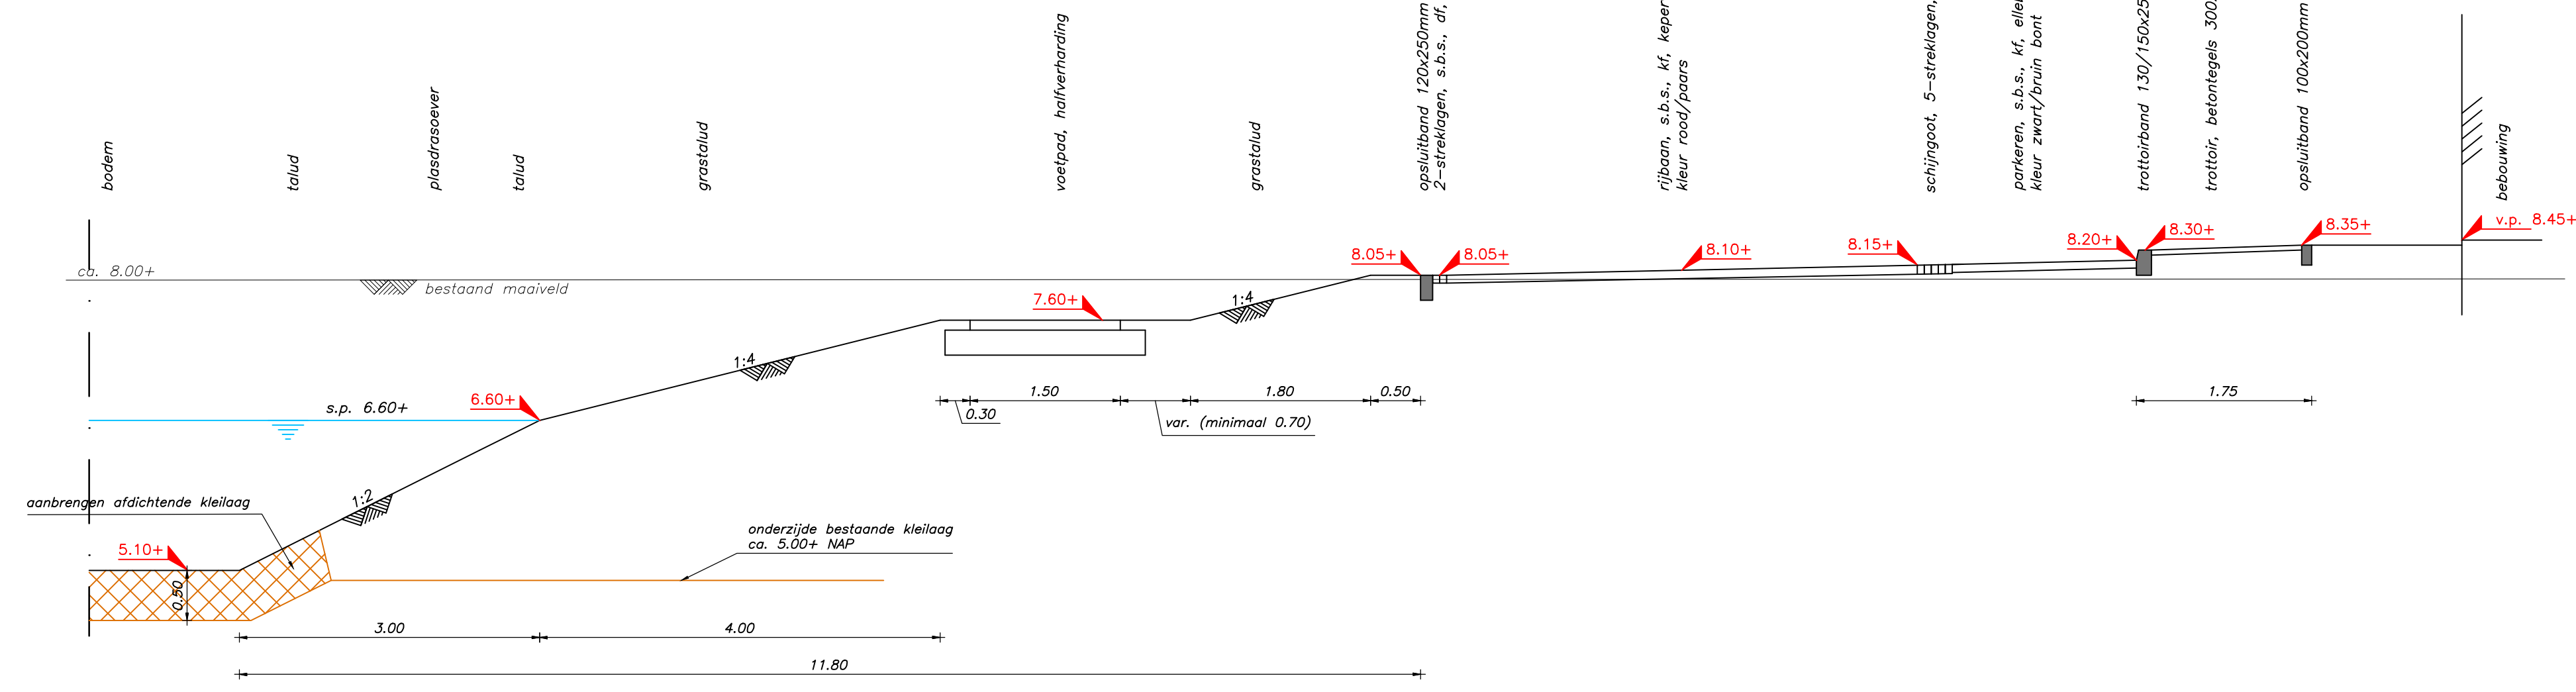 bodem
talud
plasdrasoever
talud
grastalud
voetpad, halfverharding
grastalud
opsluitband 120x250mm
2-streklagen, s.b.s., df,
rijbaan, s.b.s., kf, keper
kleur rood/paars
schijngoot, 5-streklagen,
parkeren, s.b.s., kf, elle
kleur zwart/bruin bont
trottoirband 130/150x25
trottoir, betontegels 300
opsluitband 100x200mm
bebouwing
ca. 8.00+
bestaand maaiveld
8.05+
8.05+
8.10+
8.15+
8.20+
8.30+
8.35+
v.p. 8.45+
7.60+
1:4
1:4
6.60+
s.p. 6.60+
0.30
1.50
var. (minimaal 0.70)
1.80
0.50
1.75
1:2
aanbrengen afdichtende kleilaag
5.10+
0.50
onderzijde bestaande kleilaag
ca. 5.00+ NAP
3.00
4.00
11.80